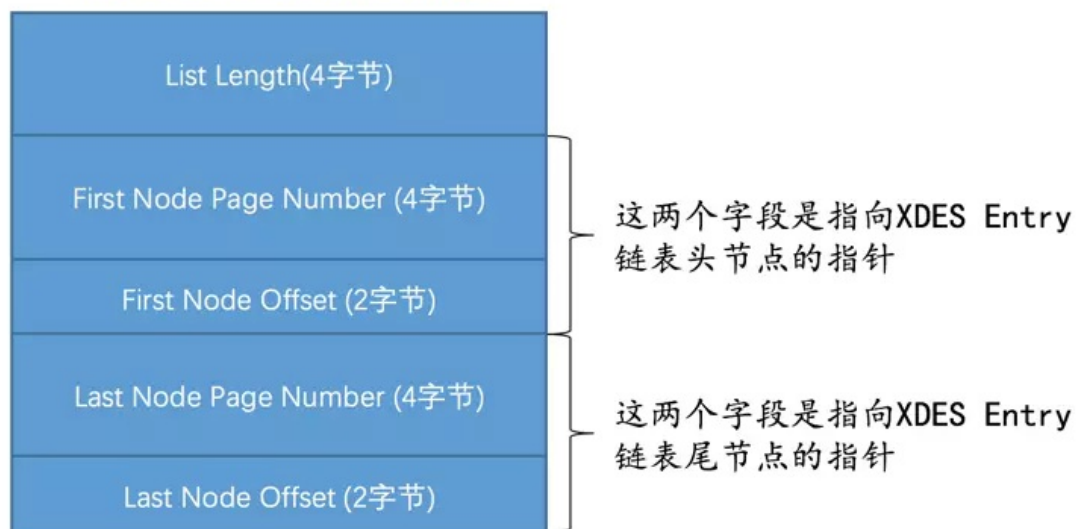 List Length(4字节)
First Node Page Number (4字节)
这两个字段是指向XDES Entry
链表头节点的指针
First Node Offset (2字节)
Last Node Page Number (4字节)
这两个字段是指向XDES Entry
链表尾节点的指针
Last Node Offset (2字节)